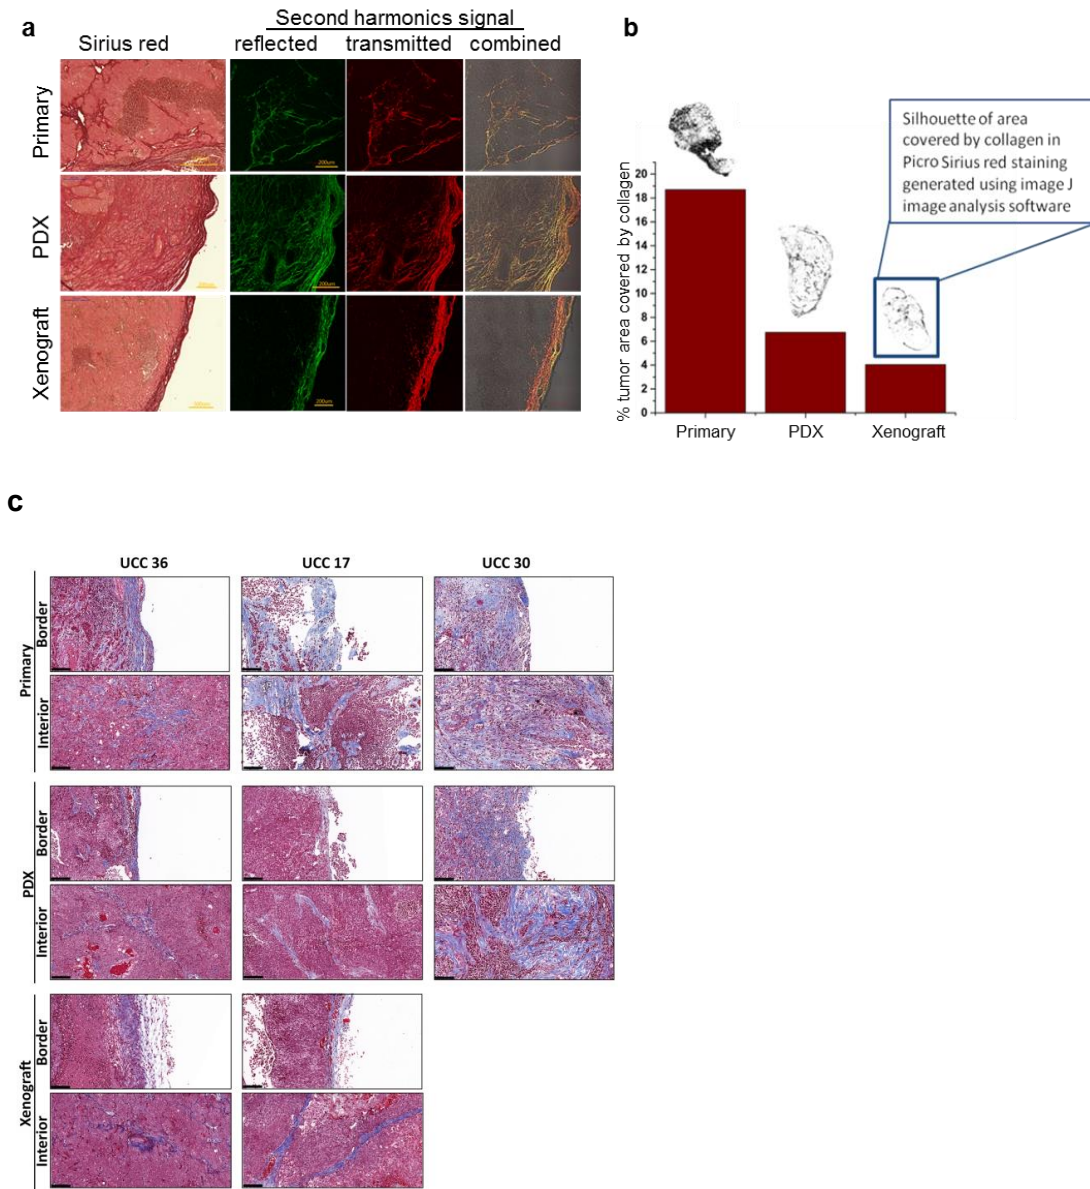 a
Second harmonics signal
Sirius red
reflected
transmitted
combined
Primary
PDX
Xenograft
200um
200um
200um
b
Silhouette of area
covered by collagen in
Picro Sirius red staining
generated using image J
image analysis software
% tumor area covered by collagen
20
18
16
14
12
10
8
6
4
2
0
Primary
PDX
Xenograft
c
UCC 36
UCC 17
UCC 30
Primary
Border
Interior
PDX
Border
Interior
Xenograft
Border
Interior